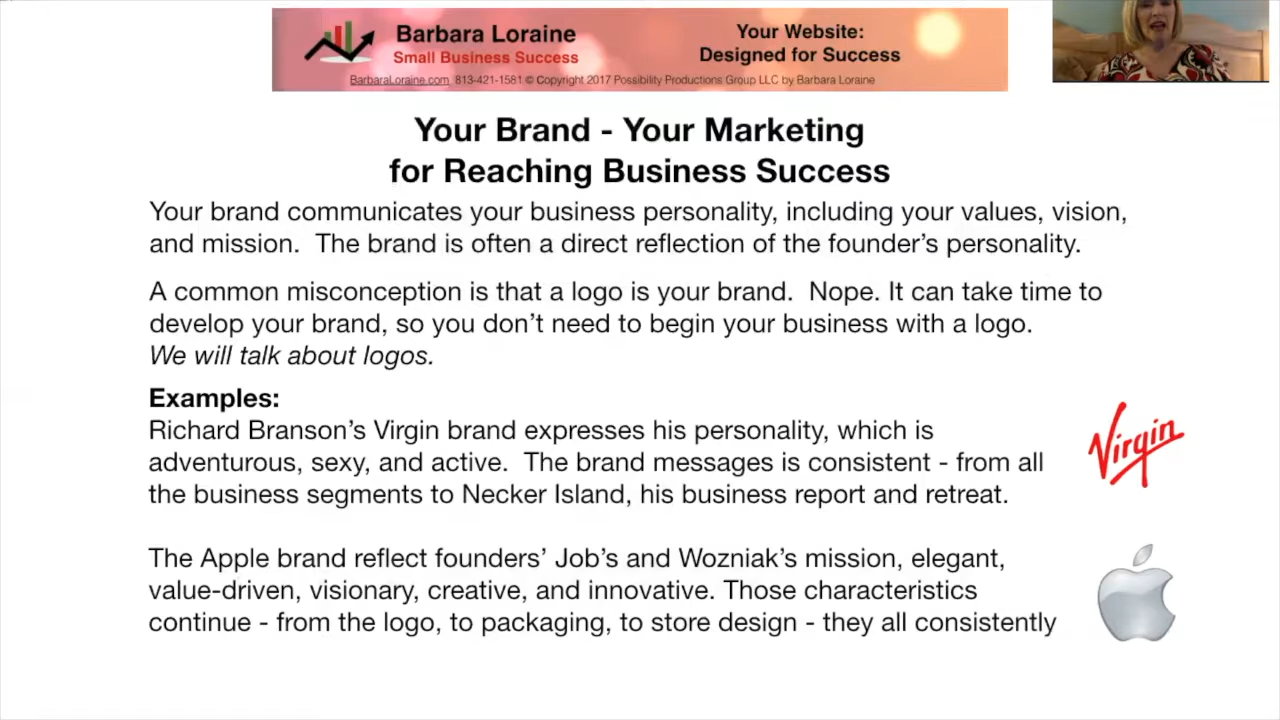 Barbara Loraine
Small Business Success
Your Website:
Designed for Success
BarbaraLoraine.com 813-421-1581 © Copyright 2017 Possibility Productions Group LLC by Barbara Loraine
Your Brand - Your Marketing
for Reaching Business Success
Your brand communicates your business personality, including your values, vision,
and mission.  The brand is often a direct reflection of the founder’s personality.
A common misconception is that a logo is your brand.  Nope. It can take time to
develop your brand, so you don’t need to begin your business with a logo.
We will talk about logos.
Examples:
Richard Branson’s Virgin brand expresses his personality, which is
adventurous, sexy, and active.  The brand messages is consistent - from all
the business segments to Necker Island, his business report and retreat.
Virgin
The Apple brand reflect founders’ Job’s and Wozniak’s mission, elegant,
value-driven, visionary, creative, and innovative. Those characteristics
continue - from the logo, to packaging, to store design - they all consistently